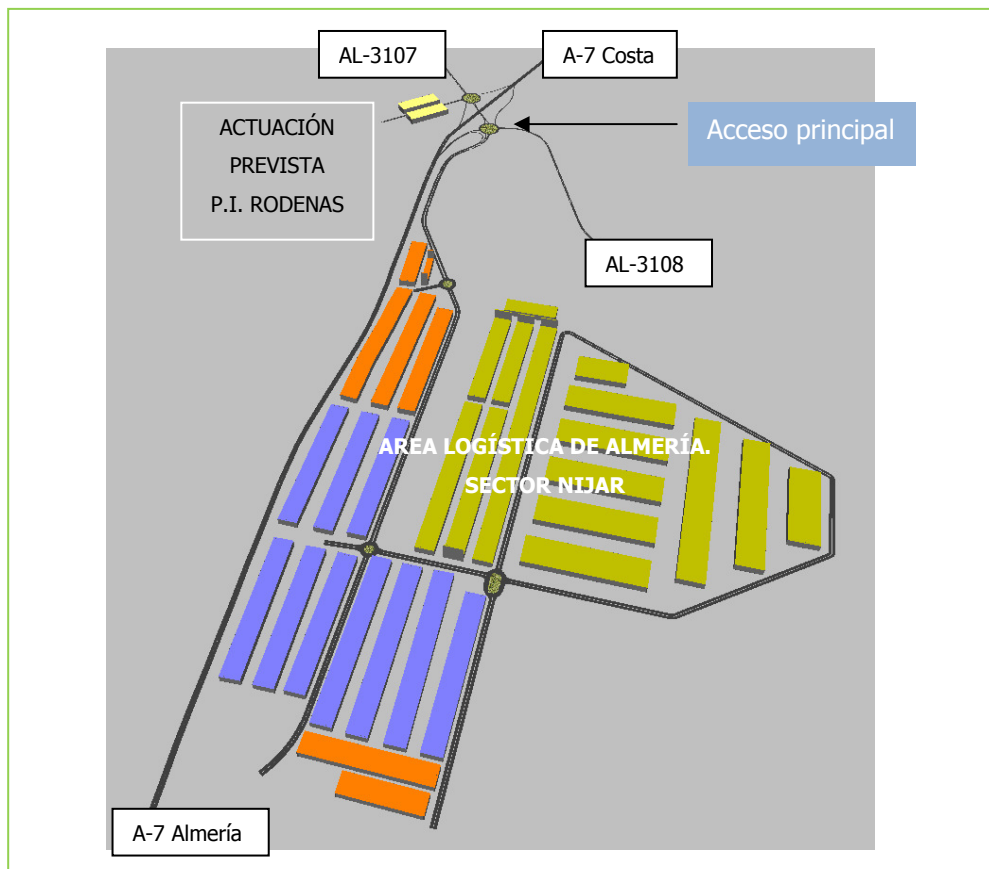 AL-3107
A-7 Costa
ACTUACIÓN
PREVISTA
P.I. RODENAS
Acceso principal
AL-3108
AREA LOGÍSTICA DE ALMERÍA.
SECTOR NIJAR
A-7 Almería